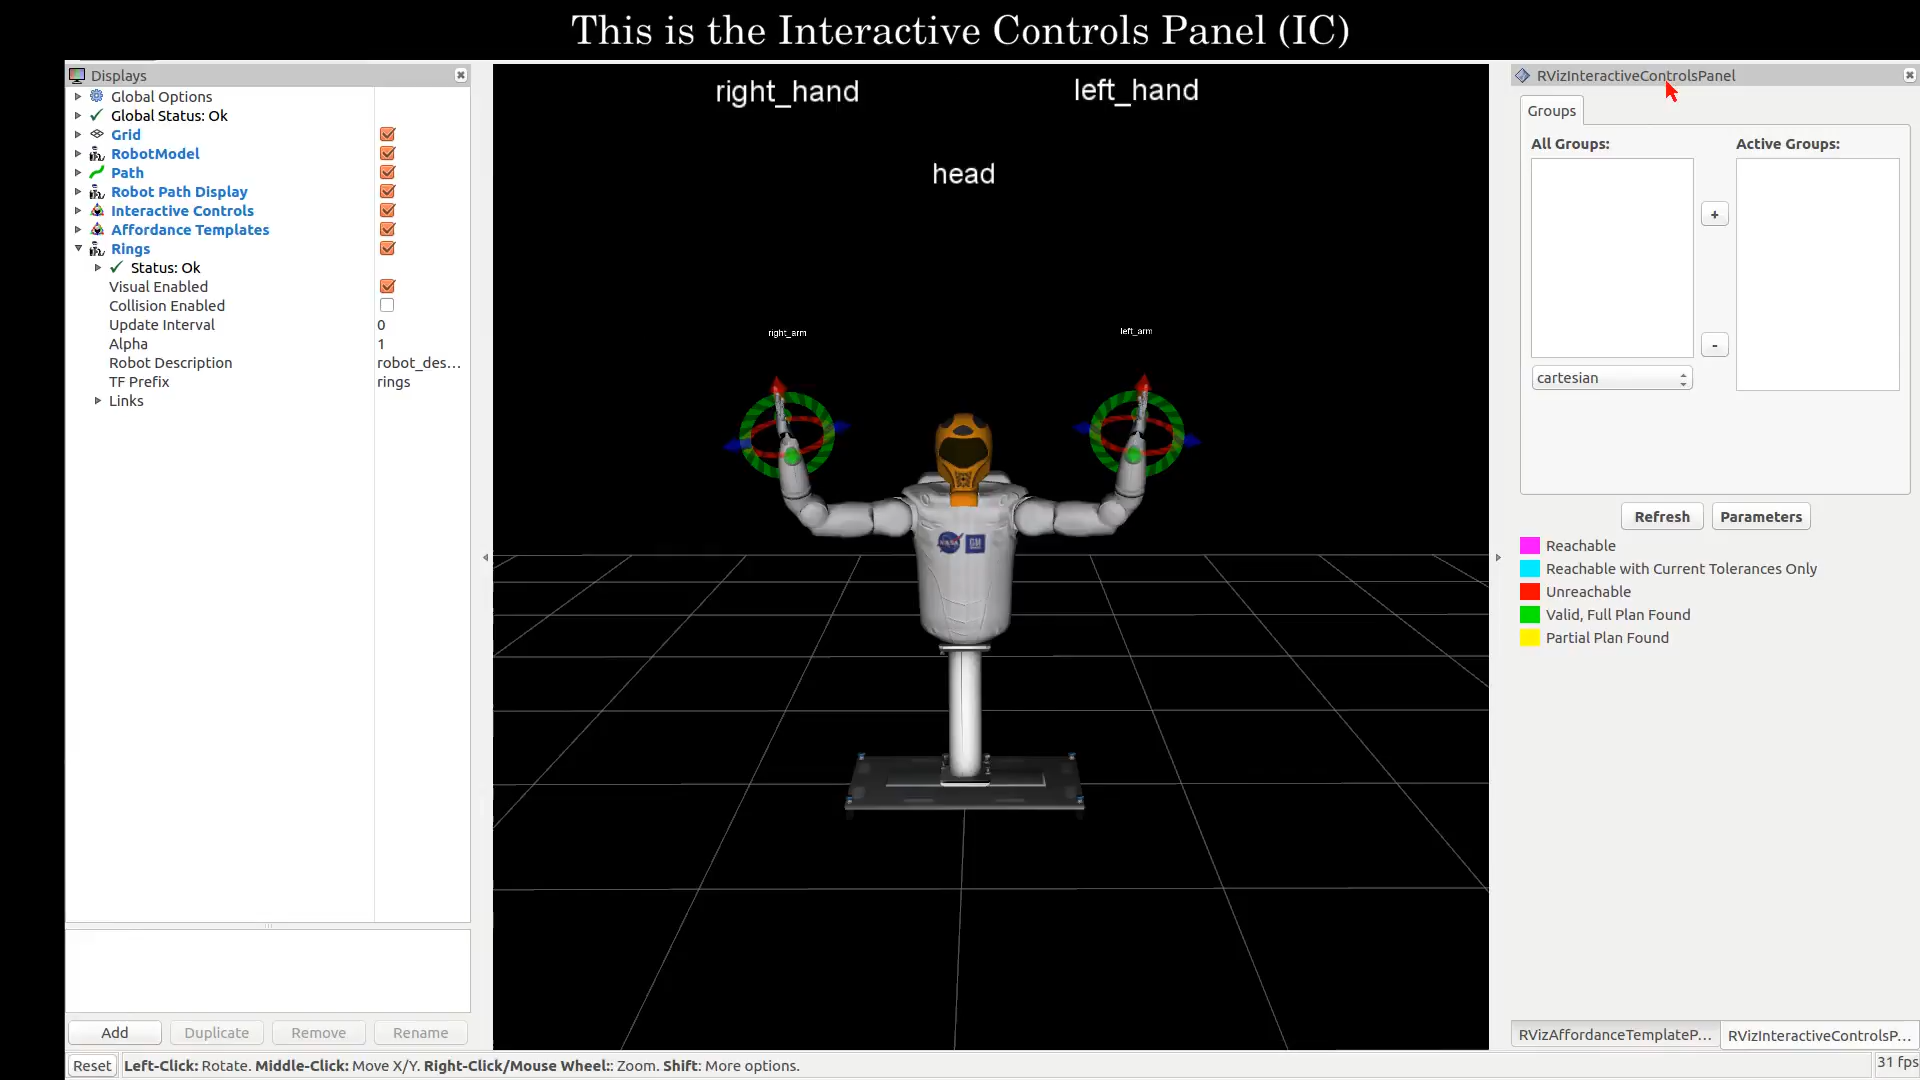 This is the Interactive Controls Panel (IC)
Displays
Global Options
Global Status: Ok
Grid
RobotModel
Path
Robot Path Display
Interactive Controls
Affordance Templates
Rings
Status: Ok
Visual Enabled
Collision Enabled
Update Interval 0
Alpha 1
Robot Description robot_des...
TF Prefix rings
Links
Add Duplicate Remove Rename
right_hand left_hand
head
right_arm left_arm
NASA GM
RVizInteractiveControlsPanel
Groups
All Groups: Active Groups:
+
-
cartesian
Refresh Parameters
Reachable
Reachable with Current Tolerances Only
Unreachable
Valid, Full Plan Found
Partial Plan Found
RVizAffordanceTemplateP... RVizInteractiveControlsP...
Reset Left-Click: Rotate. Middle-Click: Move X/Y. Right-Click/Mouse Wheel:: Zoom. Shift: More options. 31 fps